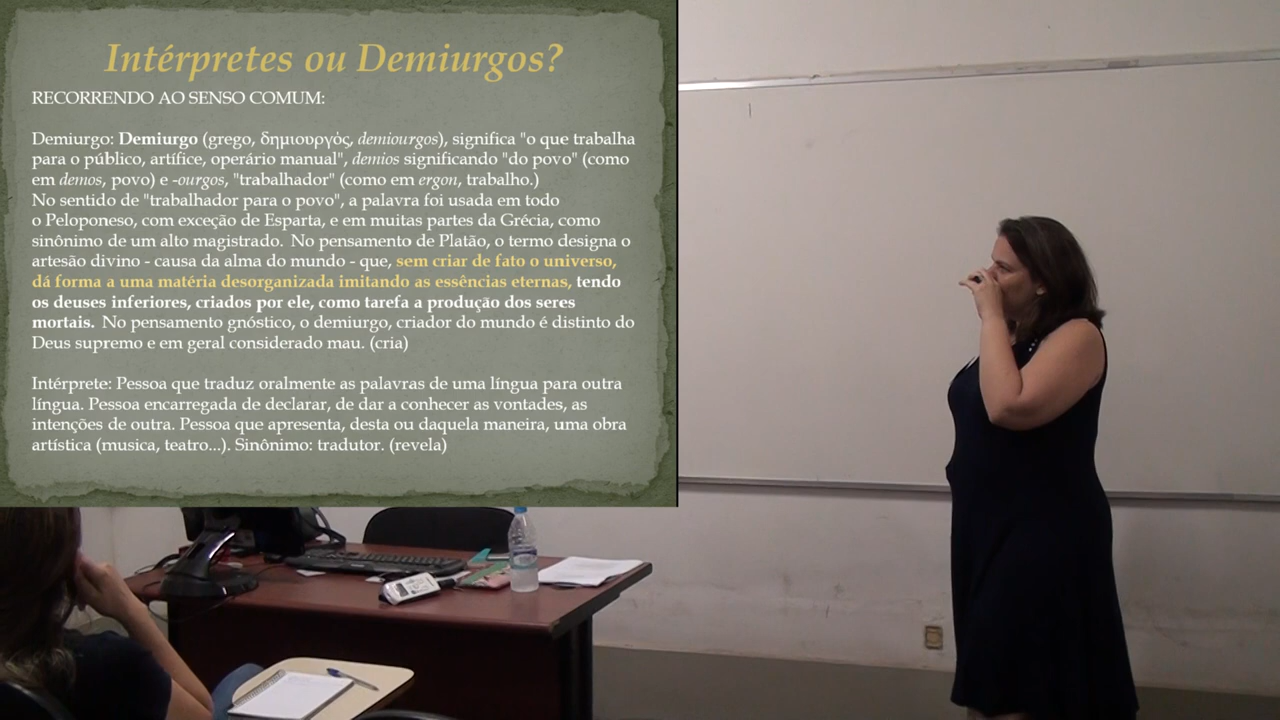 Intérpretes ou Demiurgos?
RECORRENDO AO SENSO COMUM:
Demiurgo: Demiurgo (grego, δημιουργός, demiourgos), significa "o que trabalha
para o público, artífice, operário manual", demios significando "do povo" (como
em demos, povo) e -ourgos, "trabalhador" (como em ergon, trabalho.)
No sentido de "trabalhador para o povo", a palavra foi usada em todo
o Peloponeso, com exceção de Esparta, e em muitas partes da Grécia, como
sinônimo de um alto magistrado. No pensamento de Platão, o termo designa o
artesão divino - causa da alma do mundo - que, sem criar de fato o universo,
dá forma a uma matéria desorganizada imitando as essências eternas, tendo
os deuses inferiores, criados por ele, como tarefa a produção dos seres
mortais. No pensamento gnóstico, o demiurgo, criador do mundo é distinto do
Deus supremo e em geral considerado mau. (cria)
Intérprete: Pessoa que traduz oralmente as palavras de uma língua para outra
língua. Pessoa encarregada de declarar, de dar a conhecer as vontades, as
intenções de outra. Pessoa que apresenta, desta ou daquela maneira, uma obra
artística (musica, teatro...). Sinônimo: tradutor. (revela)